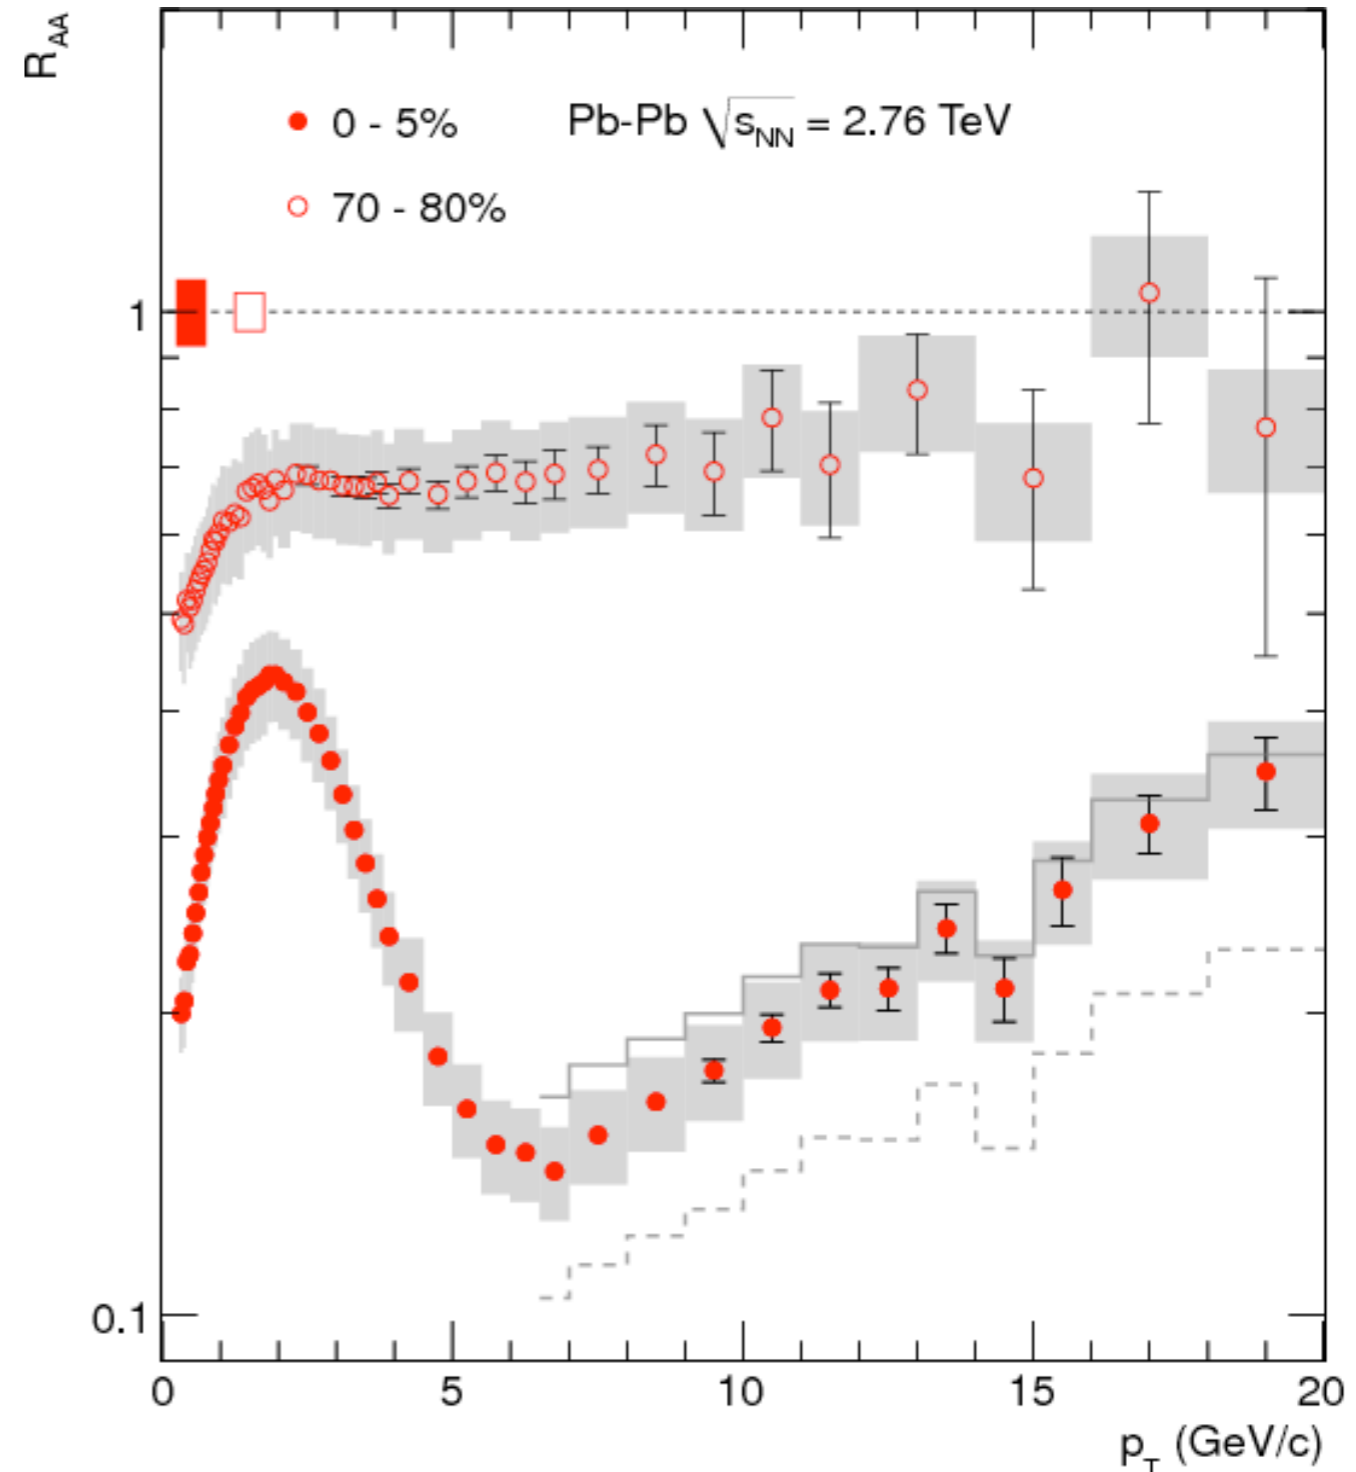 R_AA
0 - 5% Pb-Pb √s_NN = 2.76 TeV
70 - 80%
1
0.1
0 5 10 15 20
p_T (GeV/c)